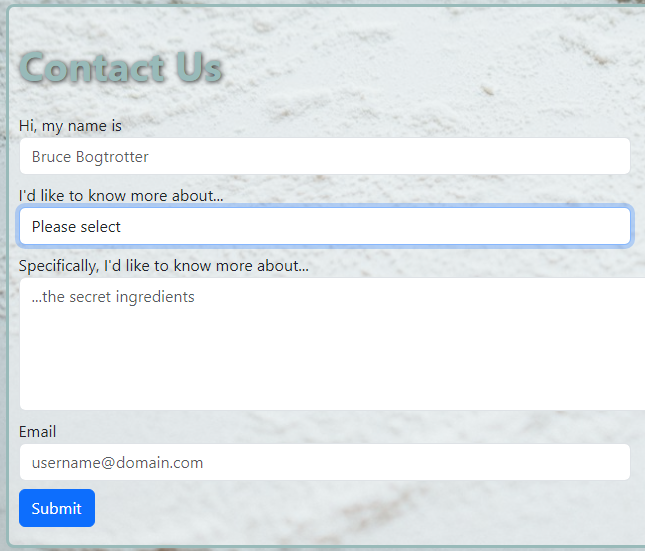 Contact Us
Hi, my name is
Bruce Bogtrotter
I'd like to know more about...
Please select
Specifically, I'd like to know more about...
...the secret ingredients
Email
username@domain.com
Submit